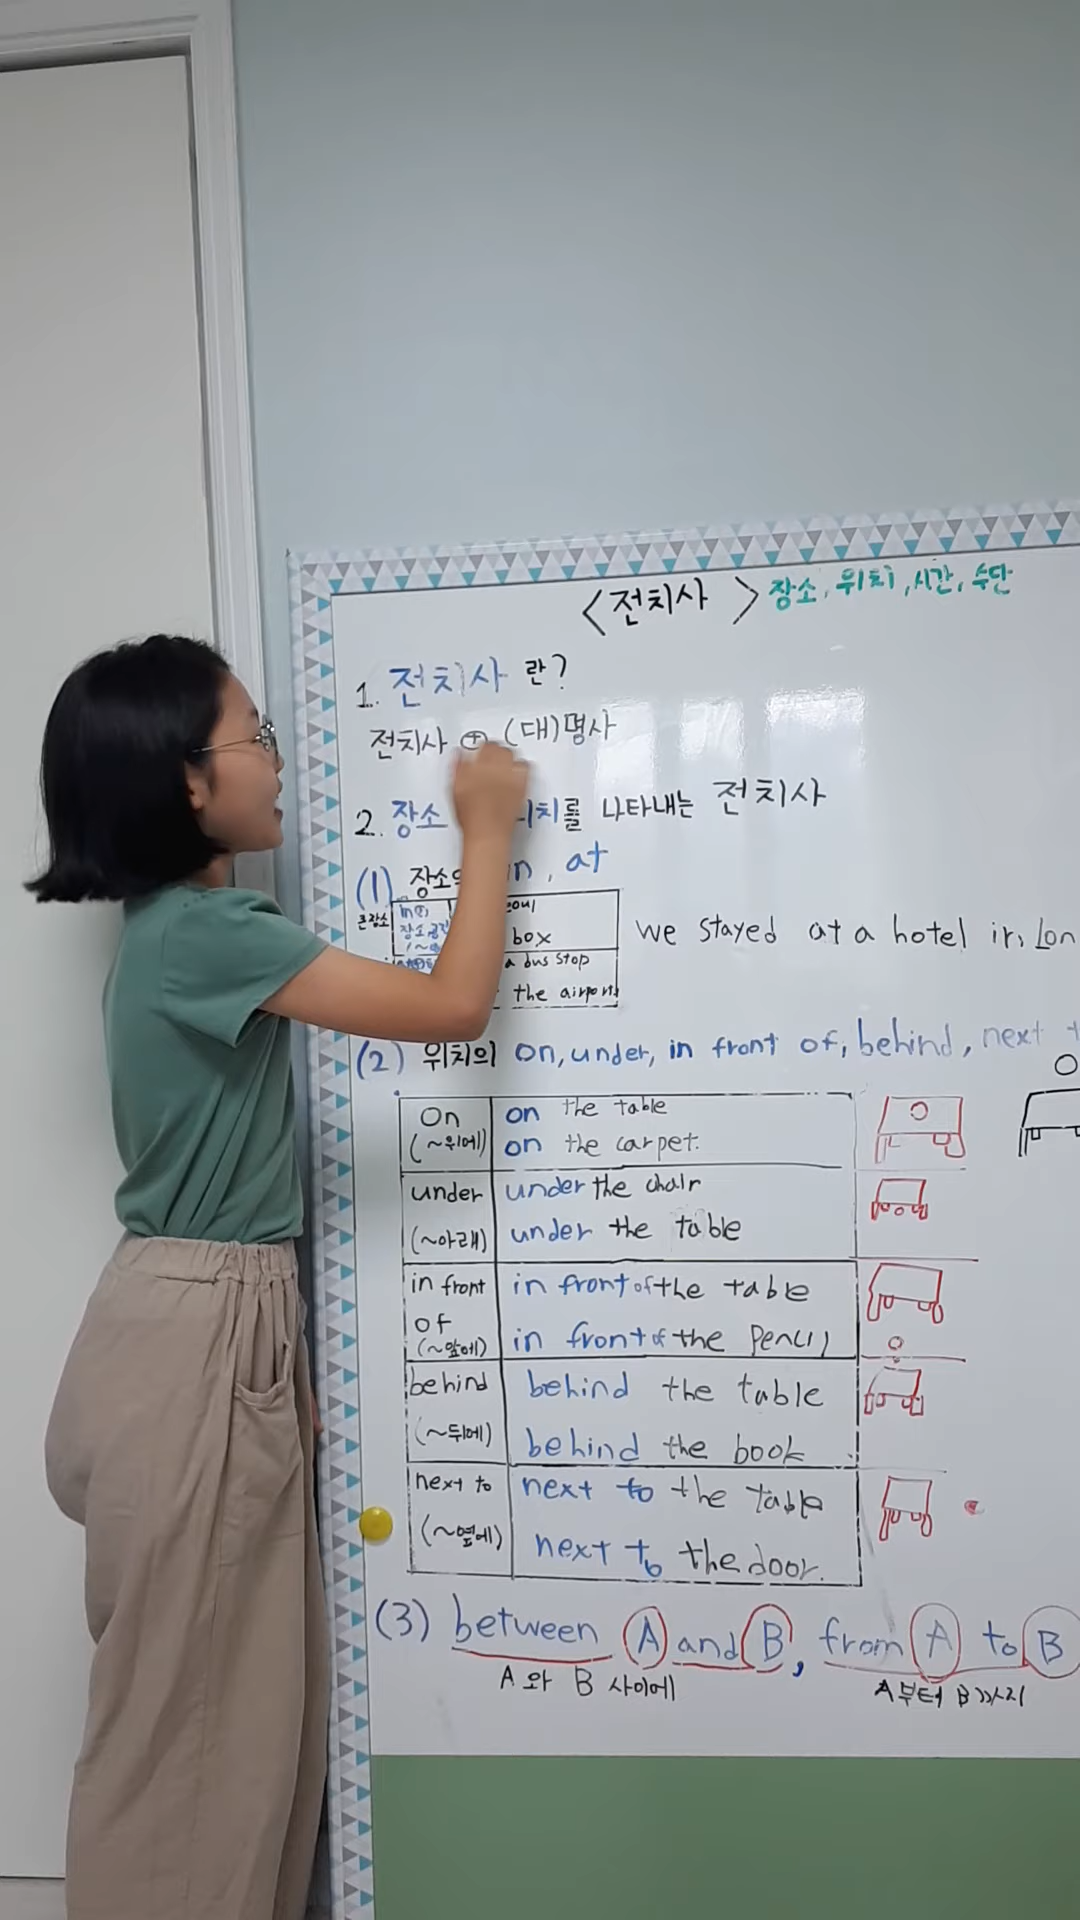 <전치사> 장소, 위치, 시간, 수단
1. 전치사란?
전치사 ⊕ (대)명사
2. 장소 위치를 나타내는 전치사
(1) 장소의 in, at
큰장소
box
a bus stop
the airport
We stayed at a hotel in Lon
(2) 위치의 on, under, in front of, behind, next t
On
(~위에)
on the table
on the carpet.
under
(~아래)
under the chair
under the table
in front
of
(~앞에)
in front of the table
in front of the pencil
behind
(~뒤에)
behind the table
behind the book
next to
(~옆에)
next to the table
next to the door.
(3) between A and B, from A to B
A와 B 사이에
A부터 B까지